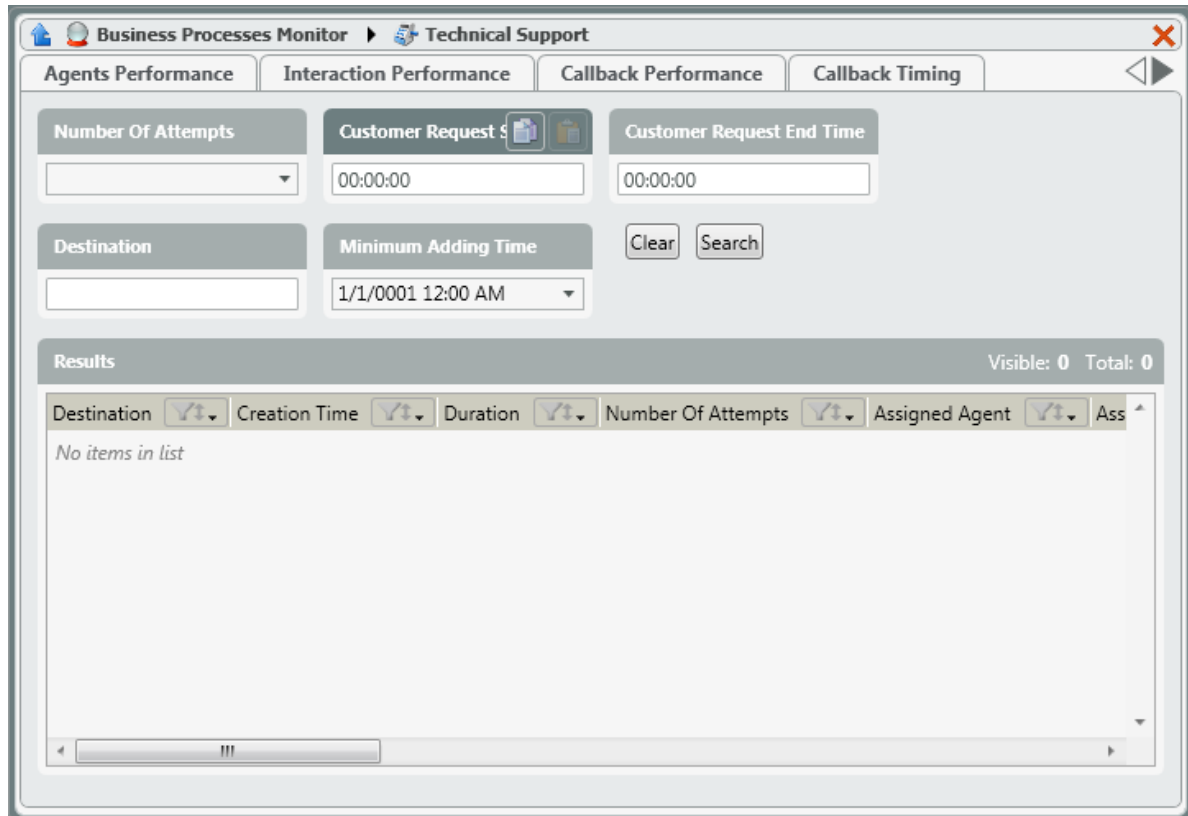 Business Processes Monitor Technical Support
Agents Performance Interaction Performance Callback Performance Callback Timing
Number Of Attempts Customer Request Customer Request End Time
00:00:00 00:00:00
Destination Minimum Adding Time Clear Search
1/1/0001 12:00 AM
Results Visible: 0 Total: 0
Destination Creation Time Duration Number Of Attempts Assigned Agent Ass
No items in list